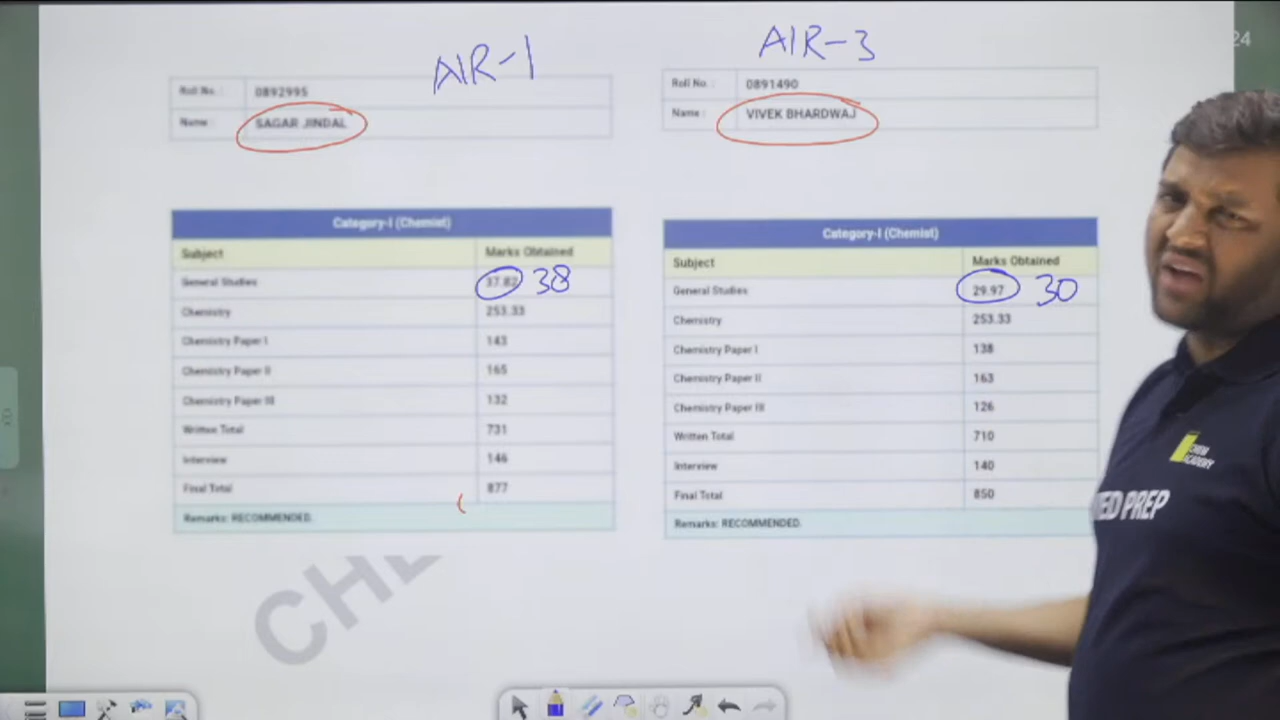 24
AIR-1
AIR-3
Roll No. : 0892995
Name : SAGAR JINDAL
Roll No. : 0891490
Name : VIVEK BHARDWAJ
Category-I (Chemist)
Subject Marks Obtained
General Studies 37.82 38
Chemistry 253.33
Chemistry Paper I 143
Chemistry Paper II 165
Chemistry Paper III 132
Written Total 731
Interview 146
Final Total 877
Remarks: RECOMMENDED.
Category-I (Chemist)
Subject Marks Obtained
General Studies 29.97 30
Chemistry 253.33
Chemistry Paper I 138
Chemistry Paper II 163
Chemistry Paper III 126
Written Total 710
Interview 140
Final Total 850
Remarks: RECOMMENDED.
CHEM
ACADEMY
VED PREP